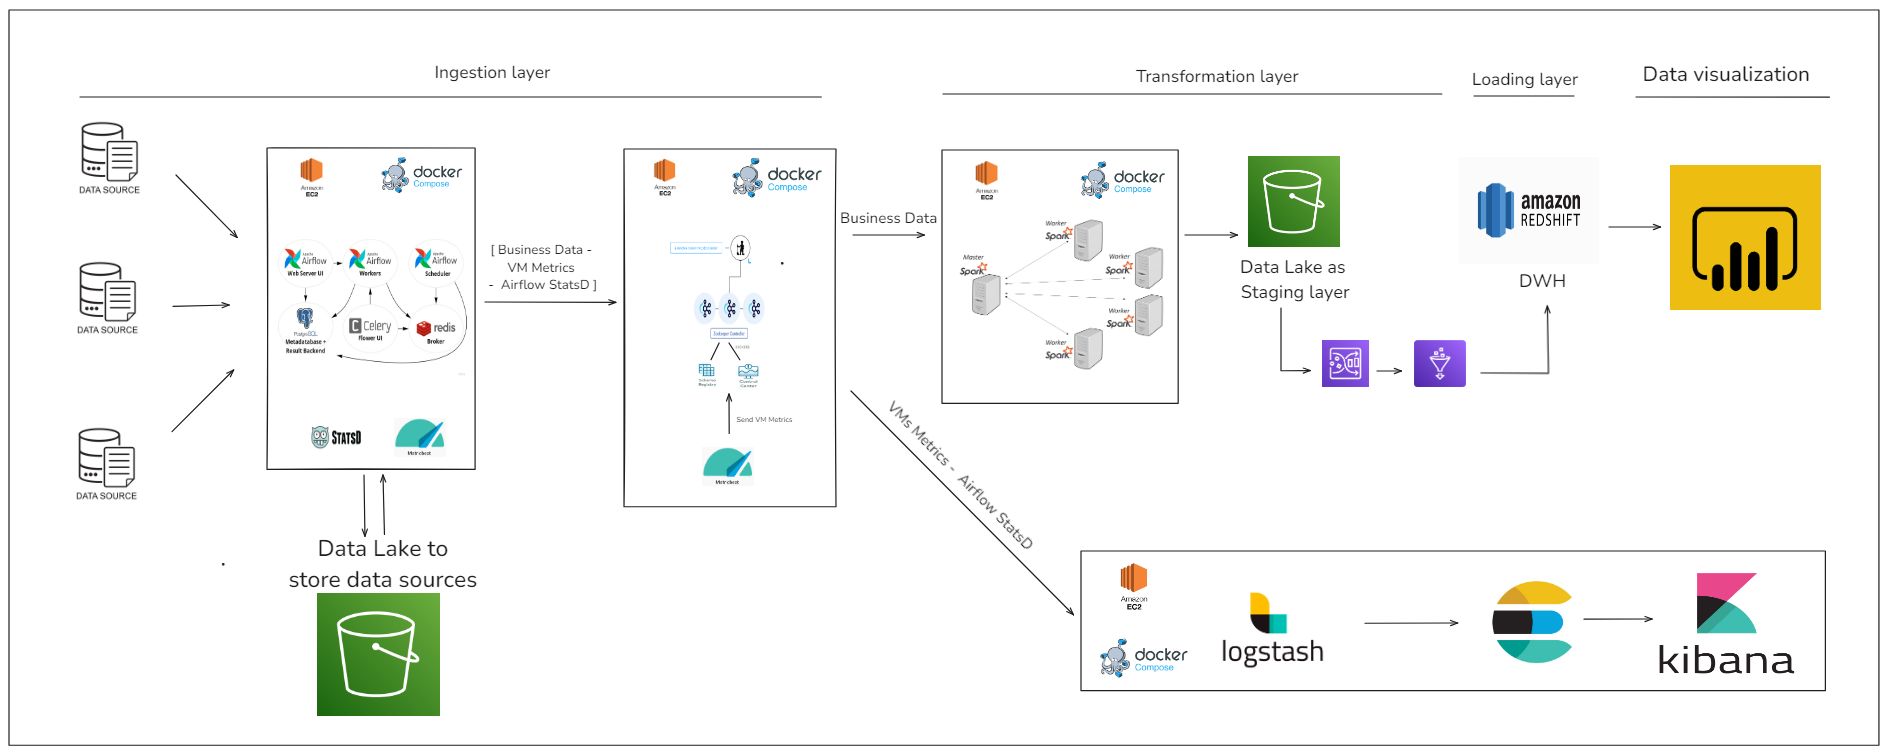 Ingestion layer
Transformation layer
Loading layer
Data visualization
DATA SOURCE
DATA SOURCE
DATA SOURCE
Amazon
EC2
docker
Compose
Apache
Airflow
Web Server UI
Apache
Airflow
Workers
Apache
Airflow
Scheduler
PostgreSQL
Metadatabase +
Result Backend
Celery
Flower UI
redis
Broker
STATSD
Metricbeat
[ Business Data -
VM Metrics
- Airflow StatsD ]
Data Lake to
store data sources
Amazon
EC2
docker
Compose
Zookeeper Controller
Schema
Registry
Control
Center
Send VM Metrics
Metricbeat
Business Data
VMs Metrics - Airflow StatsD
Amazon
EC2
docker
Compose
Master
Spark
Worker
Spark
Worker
Spark
Worker
Spark
Worker
Spark
Data Lake as
Staging layer
amazon
REDSHIFT
DWH
Amazon
EC2
docker
Compose
logstash
kibana